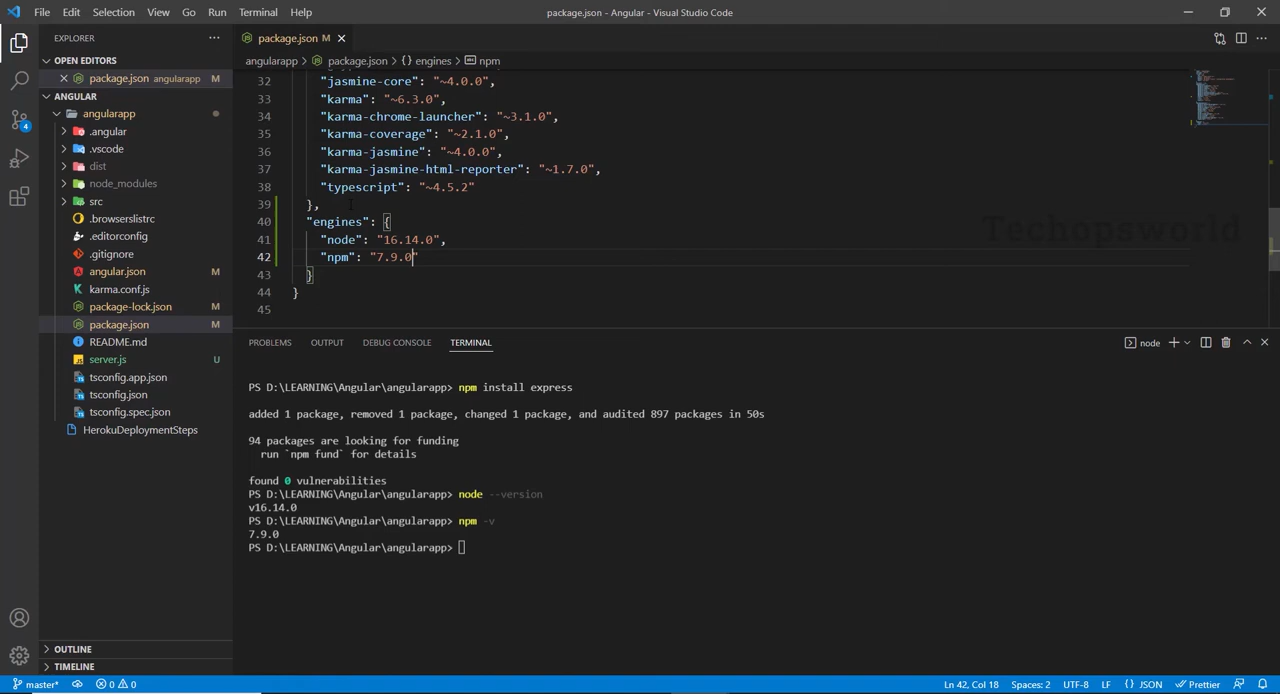 File Edit Selection View Go Run Terminal Help
package.json - Angular - Visual Studio Code
EXPLORER
OPEN EDITORS
package.json angularapp M
ANGULAR
angularapp
.angular
.vscode
dist
node_modules
src
.browserslistrc
.editorconfig
.gitignore
angular.json M
karma.conf.js
package-lock.json M
package.json M
README.md
server.js U
tsconfig.app.json
tsconfig.json
tsconfig.spec.json
HerokuDeploymentSteps
OUTLINE
TIMELINE
4
package.json M
angularapp > package.json > {} engines > npm
32 "jasmine-core": "~4.0.0",
33 "karma": "~6.3.0",
34 "karma-chrome-launcher": "~3.1.0",
35 "karma-coverage": "~2.1.0",
36 "karma-jasmine": "~4.0.0",
37 "karma-jasmine-html-reporter": "~1.7.0",
38 "typescript": "~4.5.2"
39 },
40 "engines": {
41 "node": "16.14.0",
42 "npm": "7.9.0"
43 }
44 }
45
Techopsworld
PROBLEMS OUTPUT DEBUG CONSOLE TERMINAL
node
PS D:\LEARNING\Angular\angularapp> npm install express
added 1 package, removed 1 package, changed 1 package, and audited 897 packages in 50s
94 packages are looking for funding
run `npm fund` for details
found 0 vulnerabilities
PS D:\LEARNING\Angular\angularapp> node --version
v16.14.0
PS D:\LEARNING\Angular\angularapp> npm -v
7.9.0
PS D:\LEARNING\Angular\angularapp>
master* 0 0
Ln 42, Col 18 Spaces: 2 UTF-8 LF {} JSON Prettier